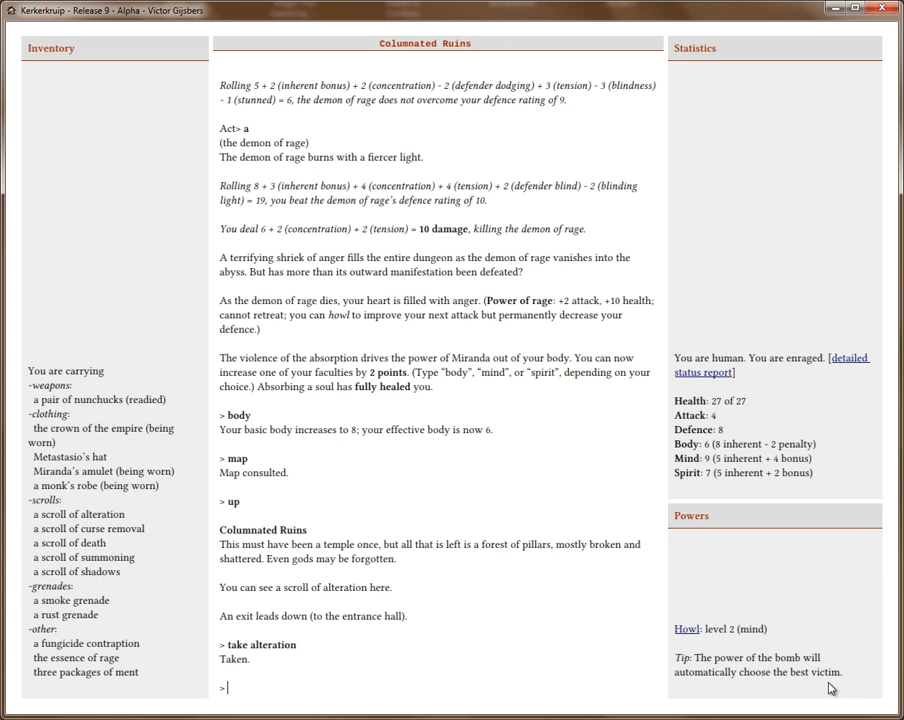 Kerkerkruip - Release 9 - Alpha - Victor Gijsbers
Inventory
You are carrying
-weapons:
a pair of nunchucks (readied)
-clothing:
the crown of the empire (being
worn)
Metastasio's hat
Miranda's amulet (being worn)
a monk's robe (being worn)
-scrolls:
a scroll of alteration
a scroll of curse removal
a scroll of death
a scroll of summoning
a scroll of shadows
-grenades:
a smoke grenade
a rust grenade
-other:
a fungicide contraption
the essence of rage
three packages of ment
Columnated Ruins
Rolling 5 + 2 (inherent bonus) + 2 (concentration) - 2 (defender dodging) + 3 (tension) - 3 (blindness)
- 1 (stunned) = 6, the demon of rage does not overcome your defence rating of 9.
Act> a
(the demon of rage)
The demon of rage burns with a fiercer light.
Rolling 8 + 3 (inherent bonus) + 4 (concentration) + 4 (tension) + 2 (defender blind) - 2 (blinding
light) = 19, you beat the demon of rage's defence rating of 10.
You deal 6 + 2 (concentration) + 2 (tension) = 10 damage, killing the demon of rage.
A terrifying shriek of anger fills the entire dungeon as the demon of rage vanishes into the
abyss. But has more than its outward manifestation been defeated?
As the demon of rage dies, your heart is filled with anger. (Power of rage: +2 attack, +10 health;
cannot retreat; you can howl to improve your next attack but permanently decrease your
defence.)
The violence of the absorption drives the power of Miranda out of your body. You can now
increase one of your faculties by 2 points. (Type “body”, “mind”, or “spirit”, depending on your
choice.) Absorbing a soul has fully healed you.
> body
Your basic body increases to 8; your effective body is now 6.
> map
Map consulted.
> up
Columnated Ruins
This must have been a temple once, but all that is left is a forest of pillars, mostly broken and
shattered. Even gods may be forgotten.
You can see a scroll of alteration here.
An exit leads down (to the entrance hall).
> take alteration
Taken.
>
Statistics
You are human. You are enraged. [detailed
status report]
Health: 27 of 27
Attack: 4
Defence: 8
Body: 6 (8 inherent - 2 penalty)
Mind: 9 (5 inherent + 4 bonus)
Spirit: 7 (5 inherent + 2 bonus)
Powers
Howl: level 2 (mind)
Tip: The power of the bomb will
automatically choose the best victim.